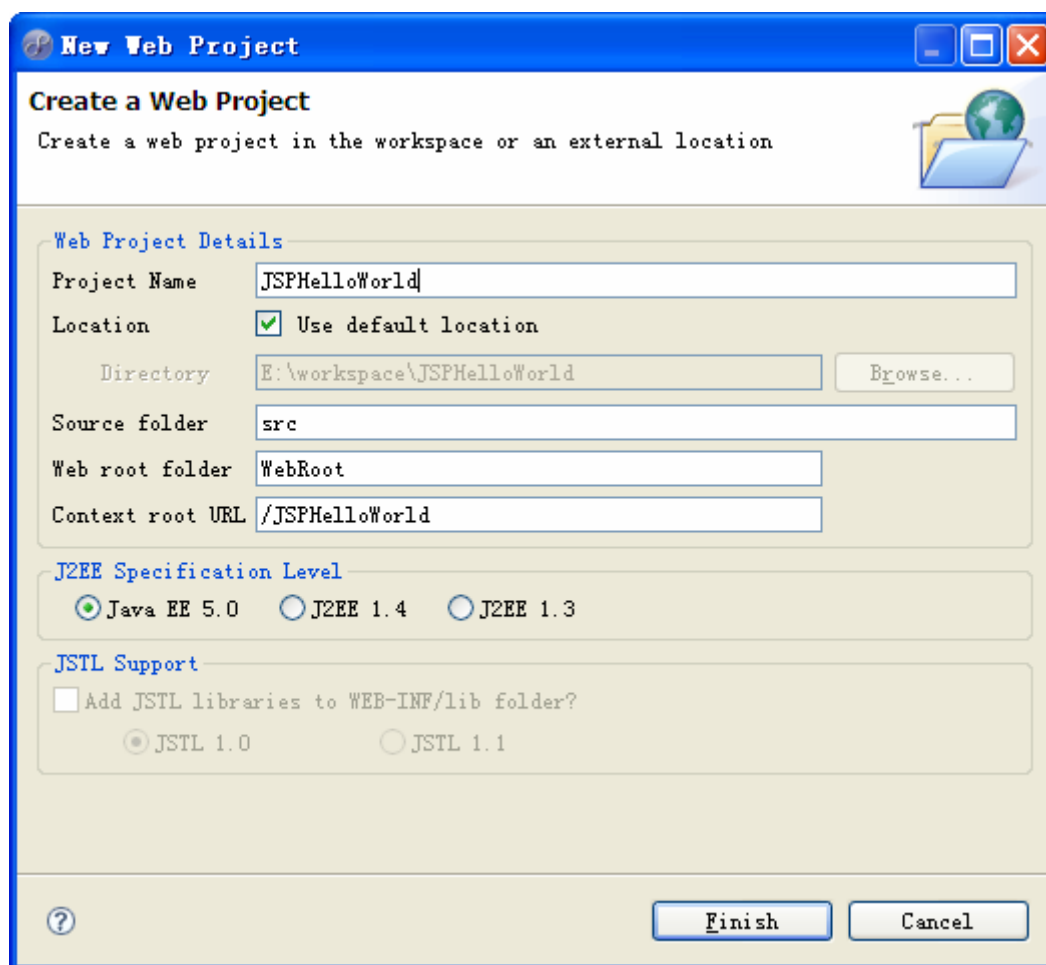 New Web Project
Create a Web Project
Create a web project in the workspace or an external location
Web Project Details
Project Name JSPHelloWorld
Location Use default location
Directory E:\workspace\JSPHelloWorld Browse...
Source folder src
Web root folder WebRoot
Context root URL /JSPHelloWorld
J2EE Specification Level
Java EE 5.0 J2EE 1.4 J2EE 1.3
JSTL Support
Add JSTL libraries to WEB-INF/lib folder?
JSTL 1.0 JSTL 1.1
? Finish Cancel